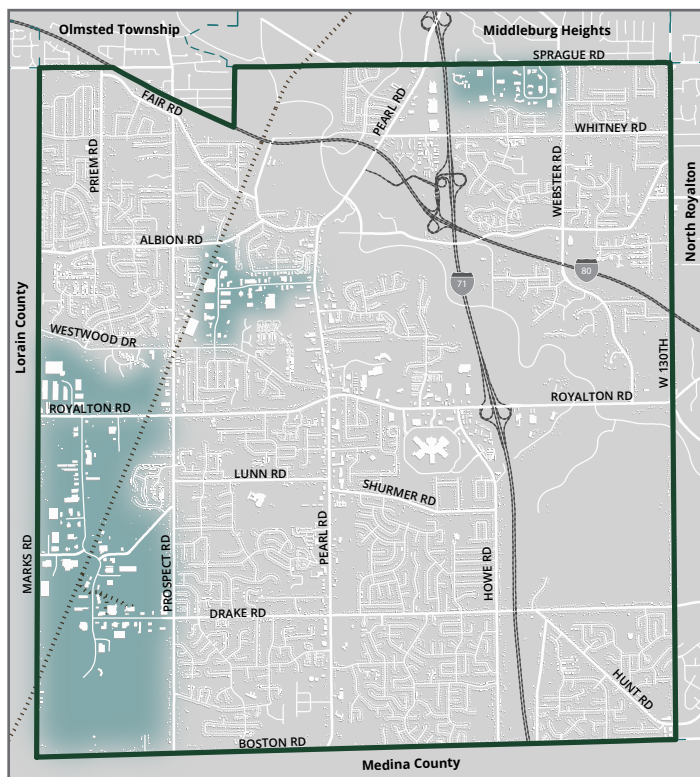 Olmsted Township
Middleburg Heights
SPRAGUE RD
FAIR RD
PEARL RD
WHITNEY RD
PRIEM RD
WEBSTER RD
North Royalton
ALBION RD
80
71
Lorain County
WESTWOOD DR
W 130TH
ROYALTON RD
ROYALTON RD
LUNN RD
SHURMER RD
MARKS RD
PROSPECT RD
PEARL RD
HOWE RD
DRAKE RD
HUNT RD
BOSTON RD
Medina County